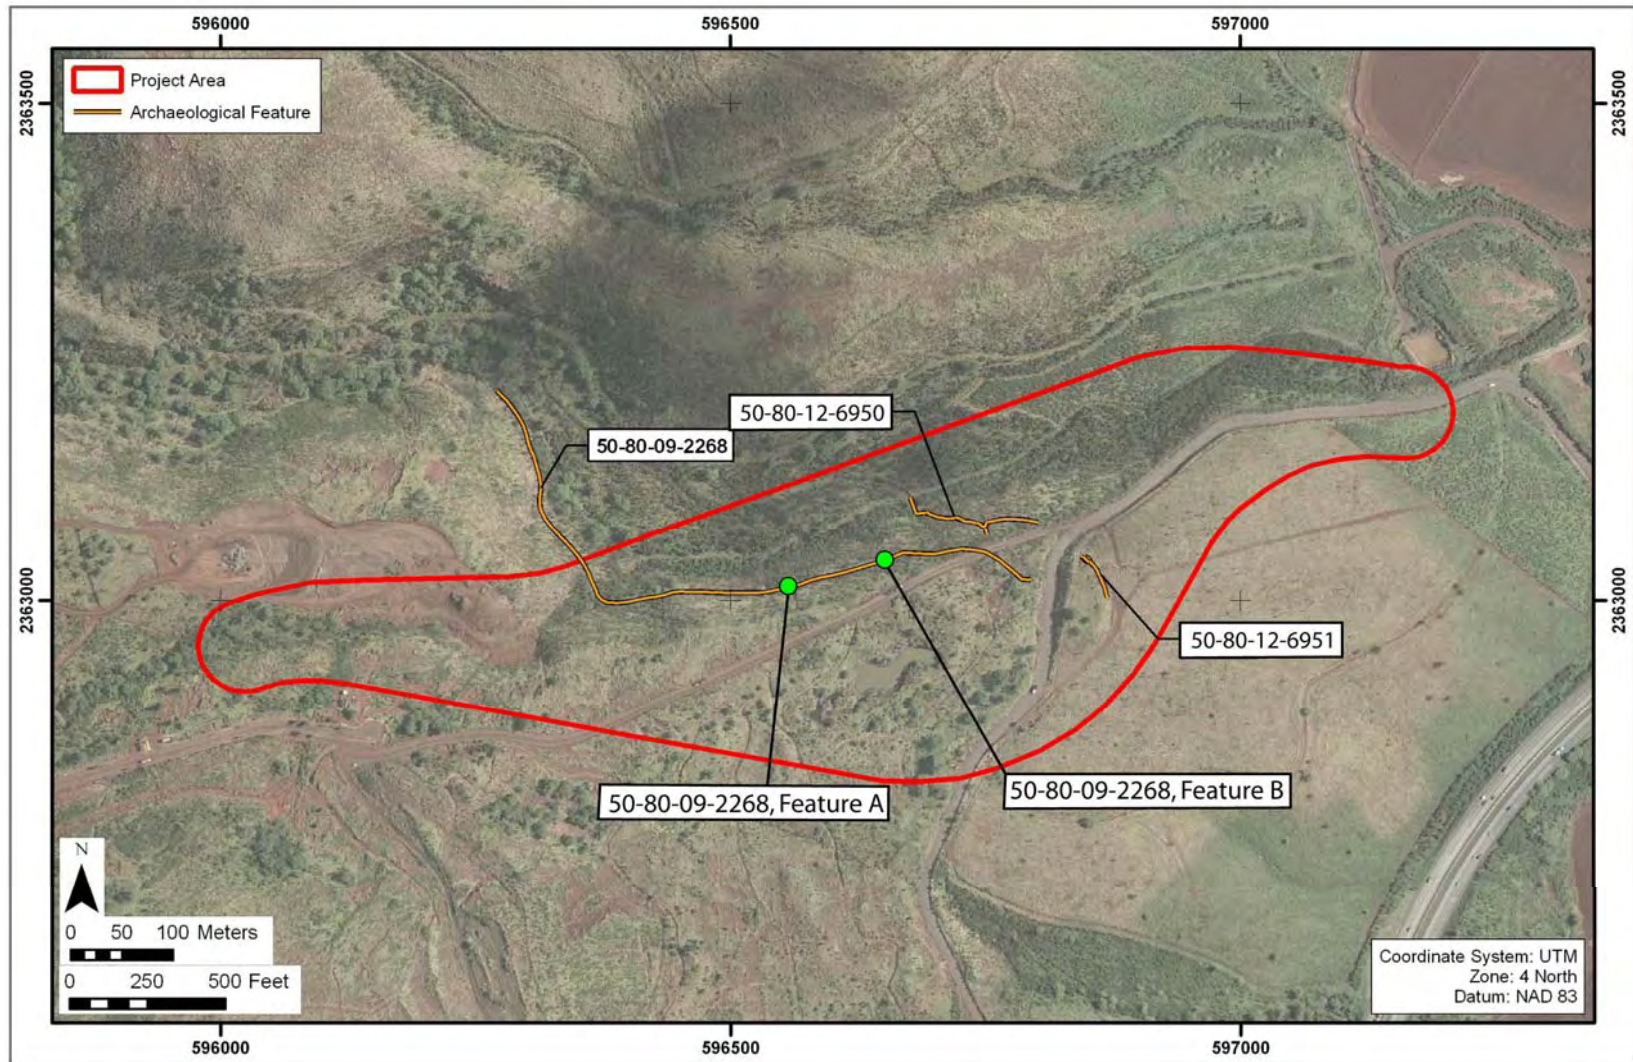 596000 596500 597000
2363500 2363500
Project Area
Archaeological Feature
50-80-12-6950
50-80-09-2268
2363000 2363000
50-80-12-6951
50-80-09-2268, Feature A
50-80-09-2268, Feature B
N
0 50 100 Meters
0 250 500 Feet
Coordinate System: UTM
Zone: 4 North
Datum: NAD 83
596000 596500 597000